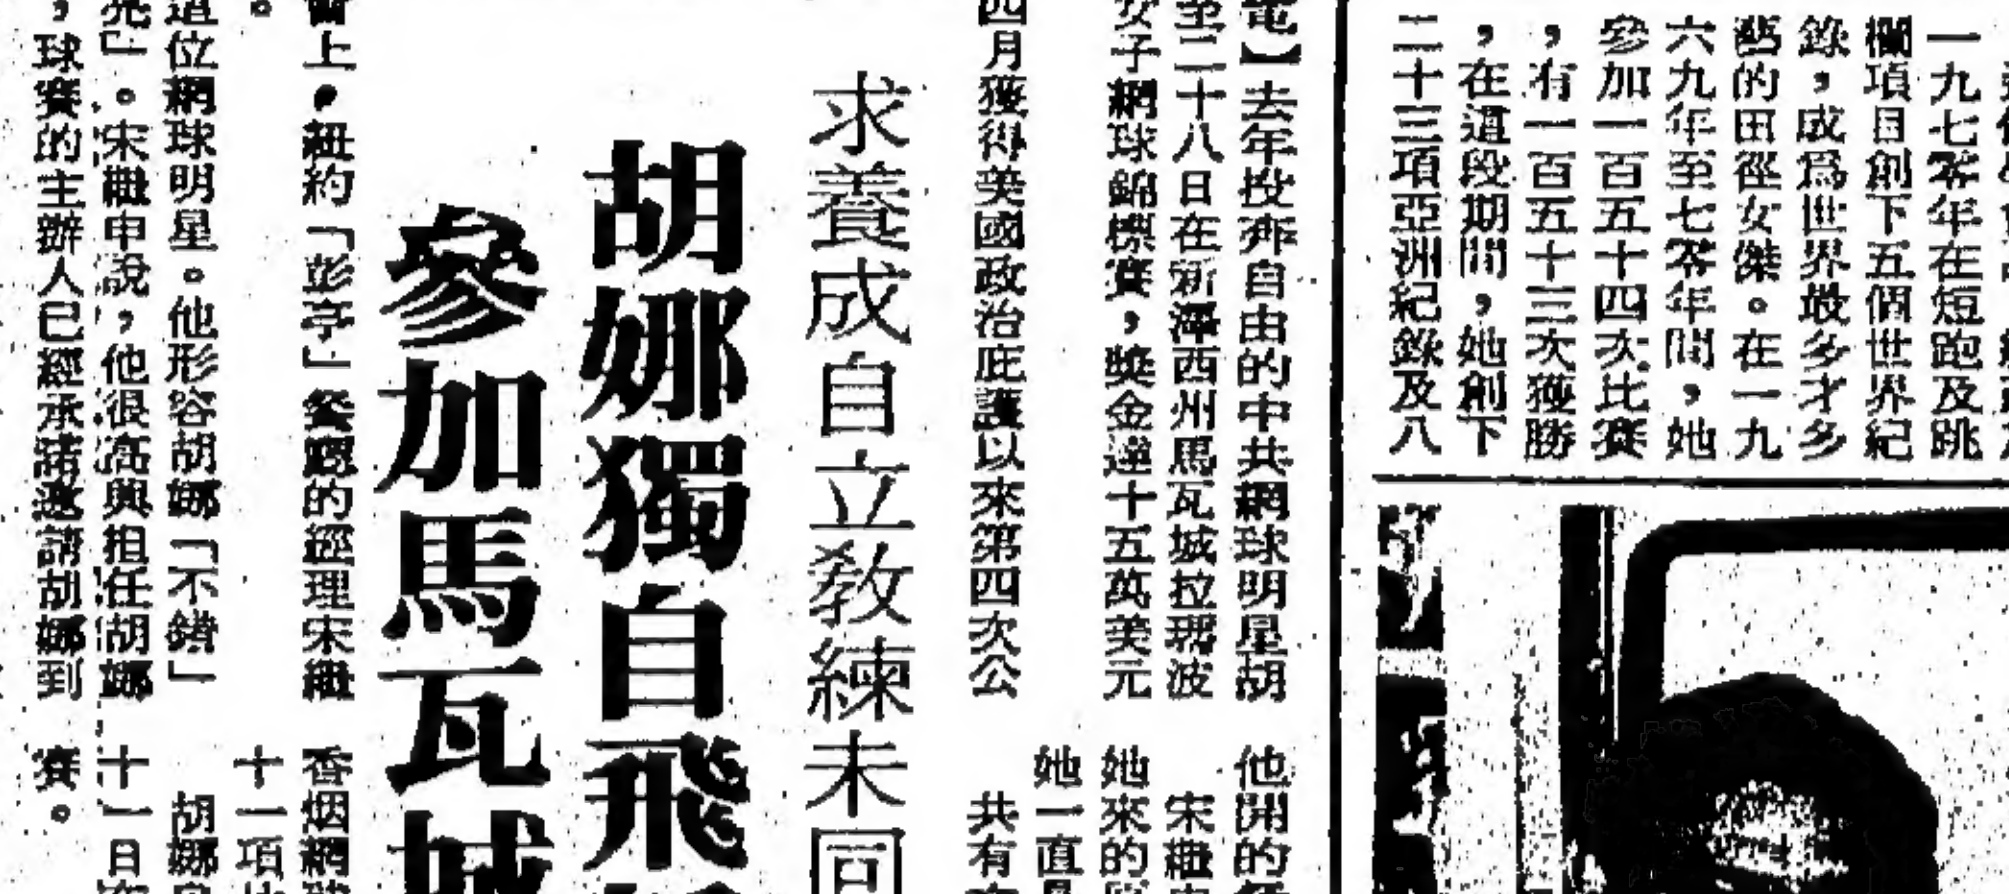 一九七零年在短跑及跳
欄項目創下五個世界紀
錄,成為世界最多才多
藝的田徑女傑。在一九
六九年至七零年間,她
參加一百五十四次比賽
,有一百五十三次獲勝
,在這段期間,她創下
二十三項亞洲紀錄及八
電】去年投奔自由的中共網球明星胡
至二十八日在新澤西州馬瓦城拉瑪波
女子網球錦標賽,獎金達十五萬美元
四月獲得美國政治庇護以來第四次公
求養成自立教練未同
胡娜獨自飛
參加馬瓦城
會上,紐約「彭亭」餐廳的經理宋繼
。
這位網球明星。他形容胡娜「不錯」
亮」。宋繼申說,他很高興担任胡娜
,球賽的主辦人已經承諾邀請胡娜到
他開的
宋繼
她來的
她一直
共有
香烟網球
十一項
胡娜
十一日
賽。